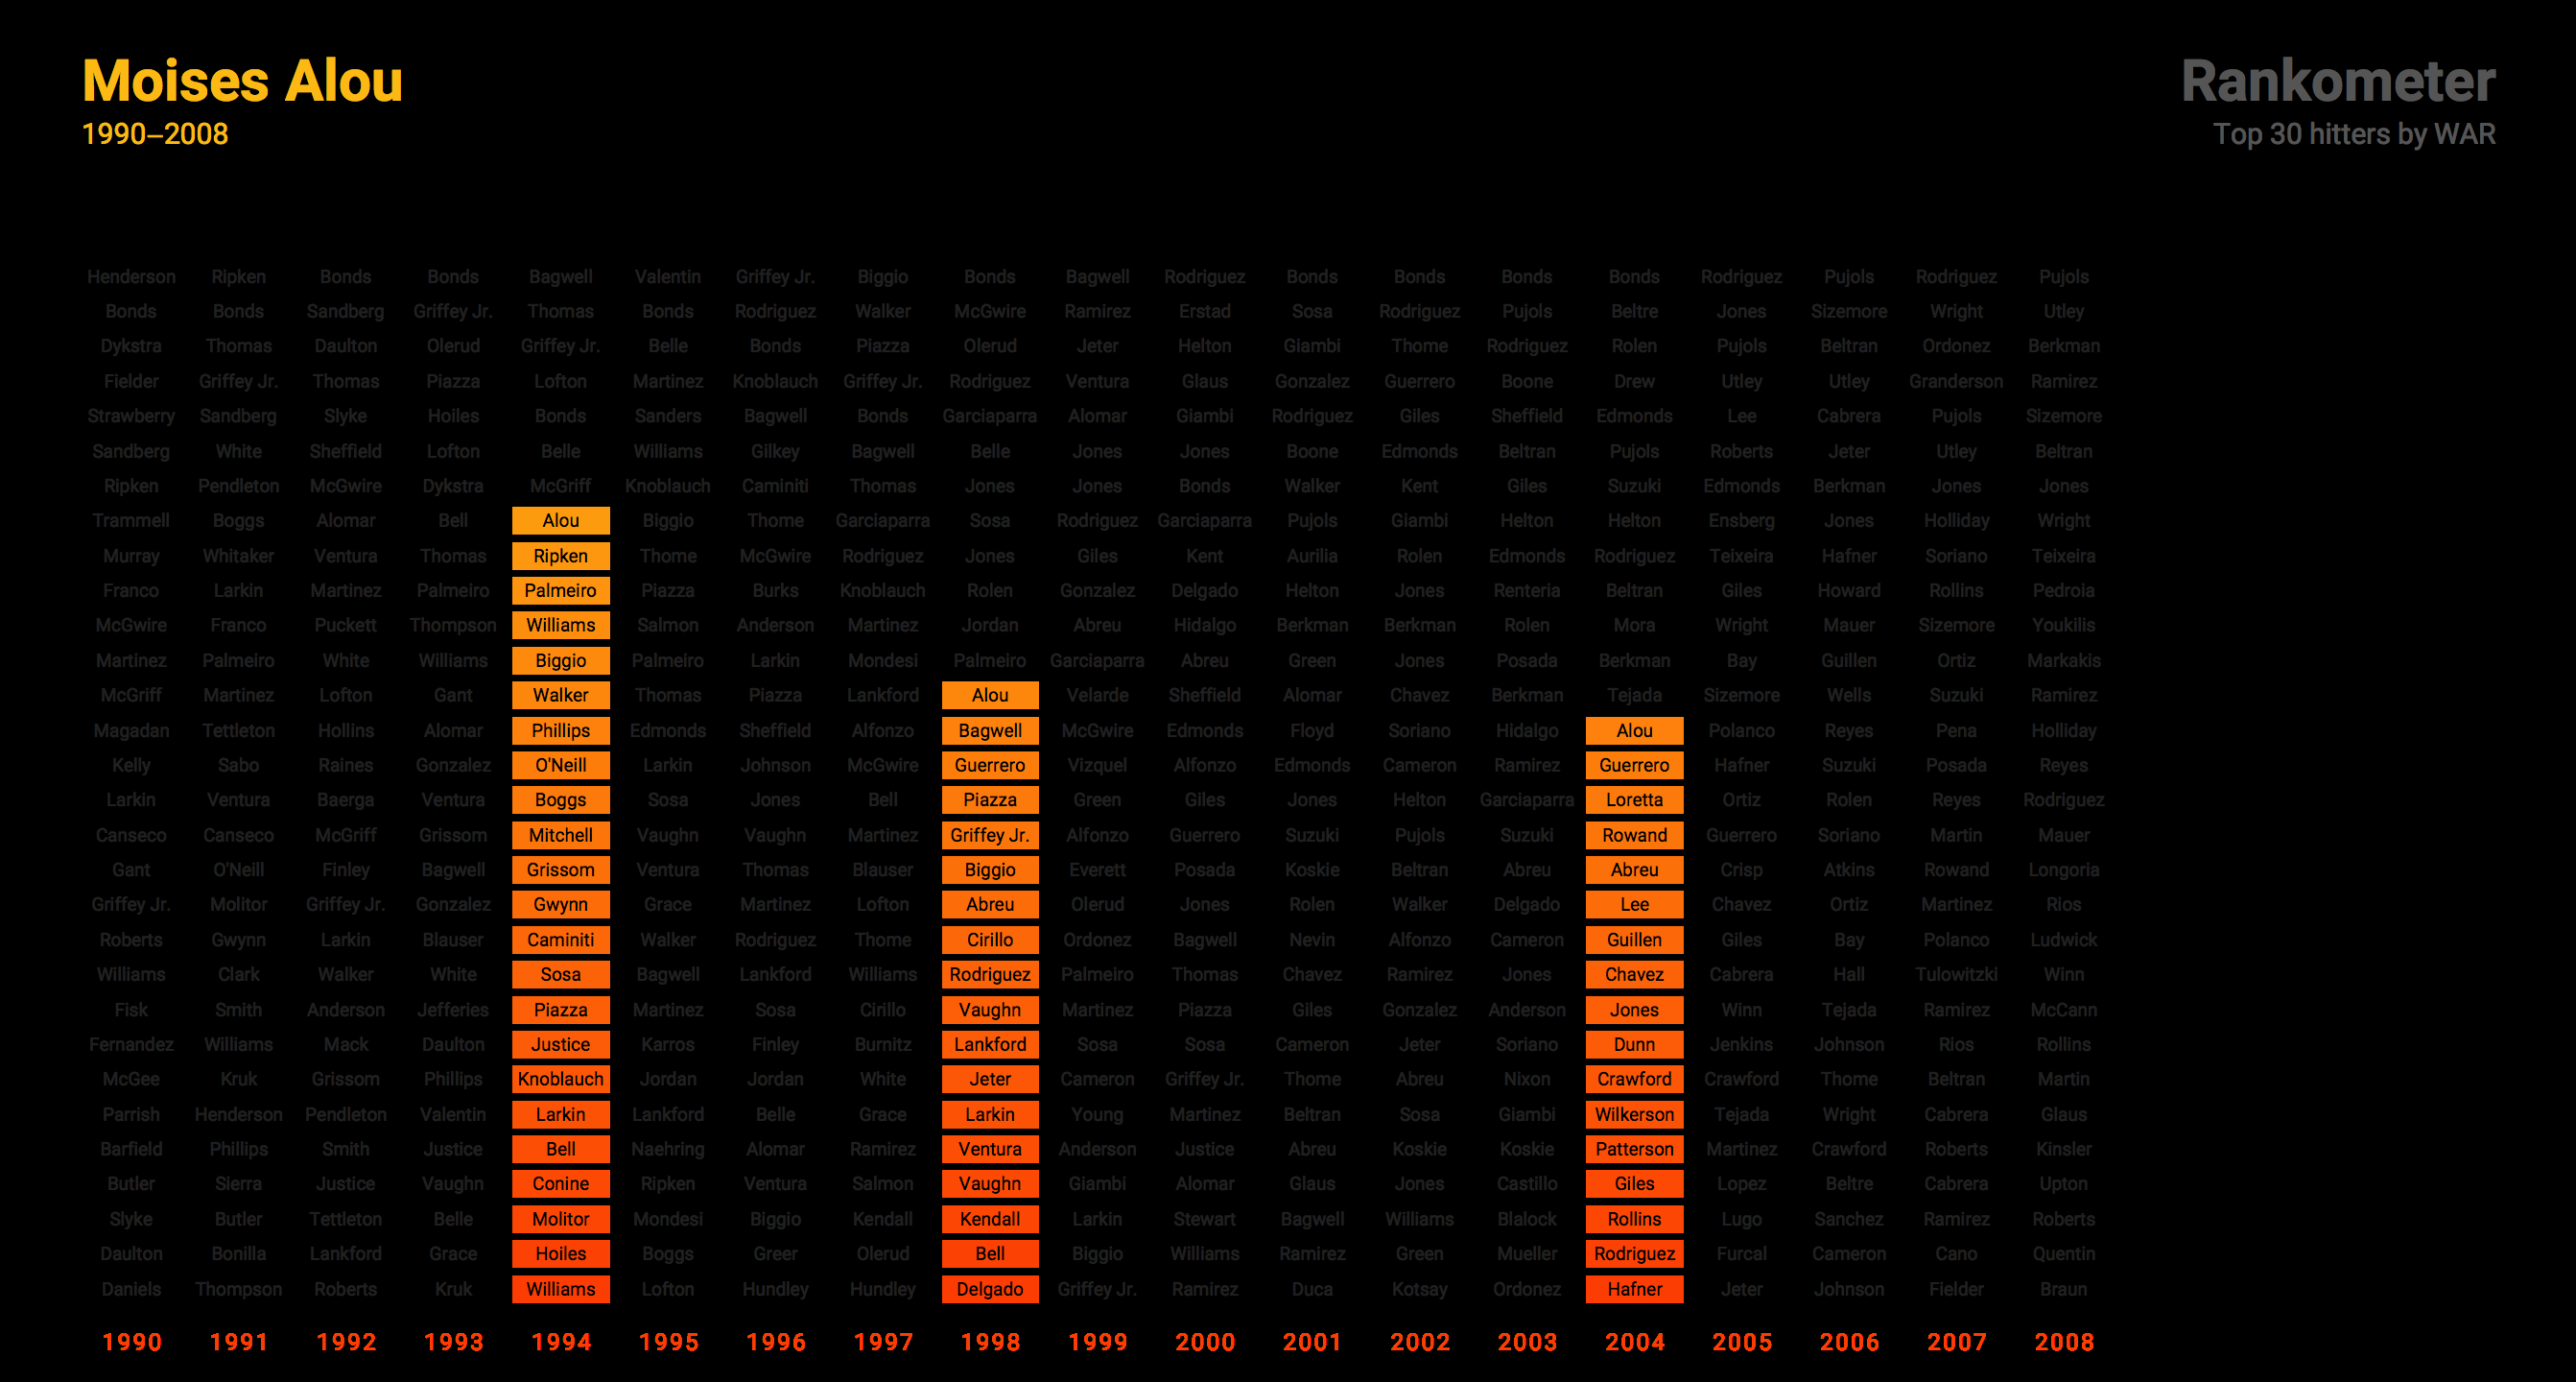 Moises Alou
1990–2008
Rankometer
Top 30 hitters by WAR
Henderson Ripken Bonds Bonds Bagwell Valentin Griffey Jr. Biggio Bonds Bagwell Rodriguez Bonds Bonds Bonds Bonds Rodriguez Pujols Rodriguez Pujols
Bonds Bonds Sandberg Griffey Jr. Thomas Bonds Rodriguez Walker McGwire Ramirez Erstad Sosa Rodriguez Pujols Beltre Jones Sizemore Wright Utley
Dykstra Thomas Daulton Olerud Griffey Jr. Belle Bonds Piazza Olerud Jeter Helton Giambi Thome Rodriguez Rolen Pujols Beltran Ordonez Berkman
Fielder Griffey Jr. Thomas Piazza Lofton Martinez Knoblauch Griffey Jr. Rodriguez Ventura Glaus Gonzalez Guerrero Boone Drew Utley Utley Granderson Ramirez
Strawberry Sandberg Slyke Hoiles Bonds Sanders Bagwell Bonds Garciaparra Alomar Giambi Rodriguez Giles Sheffield Edmonds Lee Cabrera Pujols Sizemore
Sandberg White Sheffield Lofton Belle Williams Gilkey Bagwell Belle Jones Jones Boone Edmonds Beltran Pujols Roberts Jeter Utley Beltran
Ripken Pendleton McGwire Dykstra McGriff Knoblauch Caminiti Thomas Jones Jones Bonds Walker Kent Giles Suzuki Edmonds Berkman Jones Jones
Trammell Boggs Alomar Bell Alou Biggio Thome Garciaparra Sosa Rodriguez Garciaparra Pujols Giambi Helton Helton Ensberg Jones Holliday Wright
Murray Whitaker Ventura Thomas Ripken Thome McGwire Rodriguez Jones Giles Kent Aurilia Rolen Edmonds Rodriguez Teixeira Hafner Soriano Teixeira
Franco Larkin Martinez Palmeiro Palmeiro Piazza Burks Knoblauch Rolen Gonzalez Delgado Helton Jones Renteria Beltran Giles Howard Rollins Pedroia
McGwire Franco Puckett Thompson Williams Salmon Anderson Martinez Jordan Abreu Hidalgo Berkman Berkman Rolen Mora Wright Mauer Sizemore Youkilis
Martinez Palmeiro White Williams Biggio Palmeiro Larkin Mondesi Palmeiro Garciaparra Abreu Green Jones Posada Berkman Bay Guillen Ortiz Markakis
McGriff Martinez Lofton Gant Walker Thomas Piazza Lankford Alou Velarde Sheffield Alomar Chavez Berkman Tejada Sizemore Wells Suzuki Ramirez
Magadan Tettleton Hollins Alomar Phillips Edmonds Sheffield Alfonzo Bagwell McGwire Edmonds Floyd Soriano Hidalgo Alou Polanco Reyes Pena Holliday
Kelly Sabo Raines Gonzalez O'Neill Larkin Johnson McGwire Guerrero Vizquel Alfonzo Edmonds Cameron Ramirez Guerrero Hafner Suzuki Posada Reyes
Larkin Ventura Baerga Ventura Boggs Sosa Jones Bell Piazza Green Giles Jones Helton Garciaparra Loretta Ortiz Rolen Reyes Rodriguez
Canseco Canseco McGriff Grissom Mitchell Vaughn Vaughn Martinez Griffey Jr. Alfonzo Guerrero Suzuki Pujols Suzuki Rowand Guerrero Soriano Martin Mauer
Gant O'Neill Finley Bagwell Grissom Ventura Thomas Blauser Biggio Everett Posada Koskie Beltran Abreu Abreu Crisp Atkins Rowand Longoria
Griffey Jr. Molitor Griffey Jr. Gonzalez Gwynn Grace Martinez Lofton Abreu Olerud Jones Rolen Walker Delgado Lee Chavez Ortiz Martinez Rios
Roberts Gwynn Larkin Blauser Caminiti Walker Rodriguez Thome Cirillo Ordonez Bagwell Nevin Alfonzo Cameron Guillen Giles Bay Polanco Ludwick
Williams Clark Walker White Sosa Bagwell Lankford Williams Rodriguez Palmeiro Thomas Chavez Ramirez Jones Chavez Cabrera Hall Tulowitzki Winn
Fisk Smith Anderson Jefferies Piazza Martinez Sosa Cirillo Vaughn Martinez Piazza Giles Gonzalez Anderson Jones Winn Tejada Ramirez McCann
Fernandez Williams Mack Daulton Justice Karros Finley Burnitz Lankford Sosa Sosa Cameron Jeter Soriano Dunn Jenkins Johnson Rios Rollins
McGee Kruk Grissom Phillips Knoblauch Jordan Jordan White Jeter Cameron Griffey Jr. Thome Abreu Nixon Crawford Crawford Thome Beltran Martin
Parrish Henderson Pendleton Valentin Larkin Lankford Belle Grace Larkin Young Martinez Beltran Sosa Giambi Wilkerson Tejada Wright Cabrera Glaus
Barfield Phillips Smith Justice Bell Naehring Alomar Ramirez Ventura Anderson Justice Abreu Koskie Koskie Patterson Martinez Crawford Roberts Kinsler
Butler Sierra Justice Vaughn Conine Ripken Ventura Salmon Vaughn Giambi Alomar Glaus Jones Castillo Giles Lopez Beltre Cabrera Upton
Slyke Butler Tettleton Belle Molitor Mondesi Biggio Kendall Kendall Larkin Stewart Bagwell Williams Blalock Rollins Lugo Sanchez Ramirez Roberts
Daulton Bonilla Lankford Grace Hoiles Boggs Greer Olerud Bell Biggio Williams Ramirez Green Mueller Rodriguez Furcal Cameron Cano Quentin
Daniels Thompson Roberts Kruk Williams Lofton Hundley Hundley Delgado Griffey Jr. Ramirez Duca Kotsay Ordonez Hafner Jeter Johnson Fielder Braun
1990 1991 1992 1993 1994 1995 1996 1997 1998 1999 2000 2001 2002 2003 2004 2005 2006 2007 2008